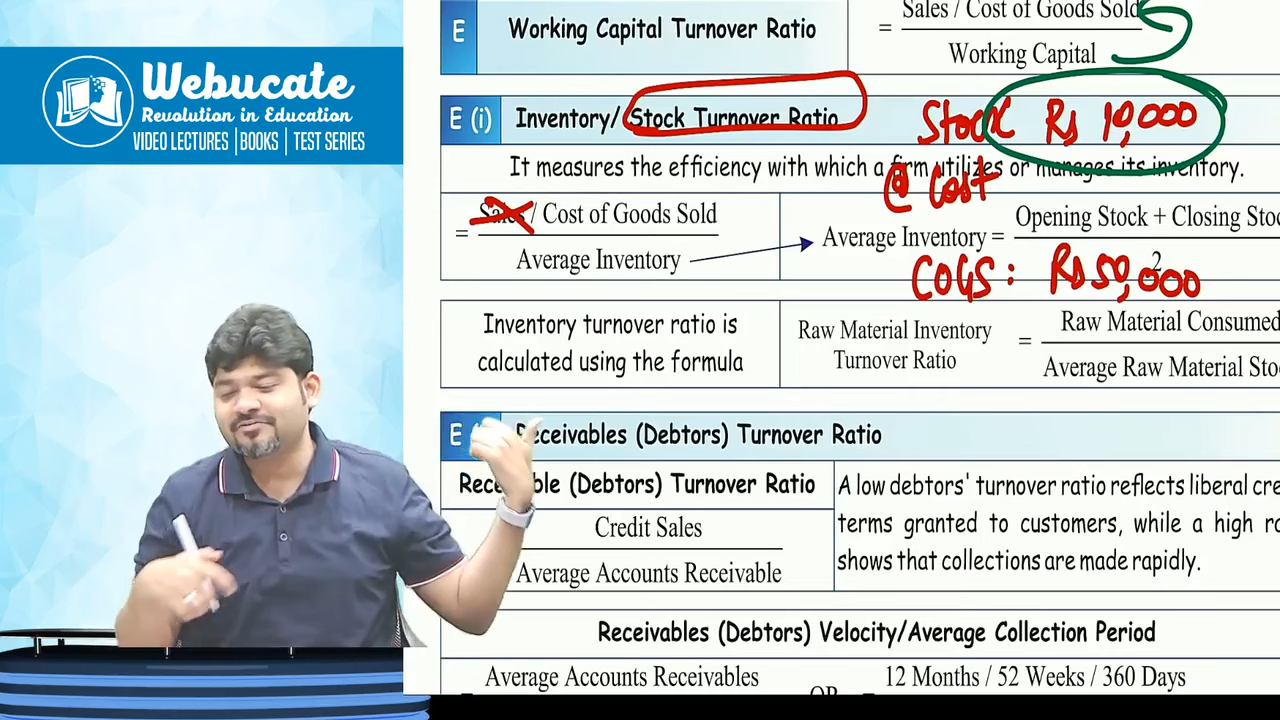 Webucate
Revolution in Education
VIDEO LECTURES | BOOKS | TEST SERIES
E
Working Capital Turnover Ratio
= Sales / Cost of Goods Sold
Working Capital
E (i)
Inventory/ Stock Turnover Ratio
Stock Rs 10,000
It measures the efficiency with which a firm utilizes or manages its inventory.
@ Cost
= Sales / Cost of Goods Sold
Average Inventory
Average Inventory = Opening Stock + Closing Sto
2
COGS : Rs 50,000
Inventory turnover ratio is
calculated using the formula
Raw Material Inventory
Turnover Ratio
= Raw Material Consumed
Average Raw Material Sto
E
Receivables (Debtors) Turnover Ratio
(Debtors) Turnover Ratio
Credit Sales
Average Accounts Receivable
A low debtors' turnover ratio reflects liberal cre
terms granted to customers, while a high ra
shows that collections are made rapidly.
Receivables (Debtors) Velocity/Average Collection Period
Average Accounts Receivables
OR
12 Months / 52 Weeks / 360 Days